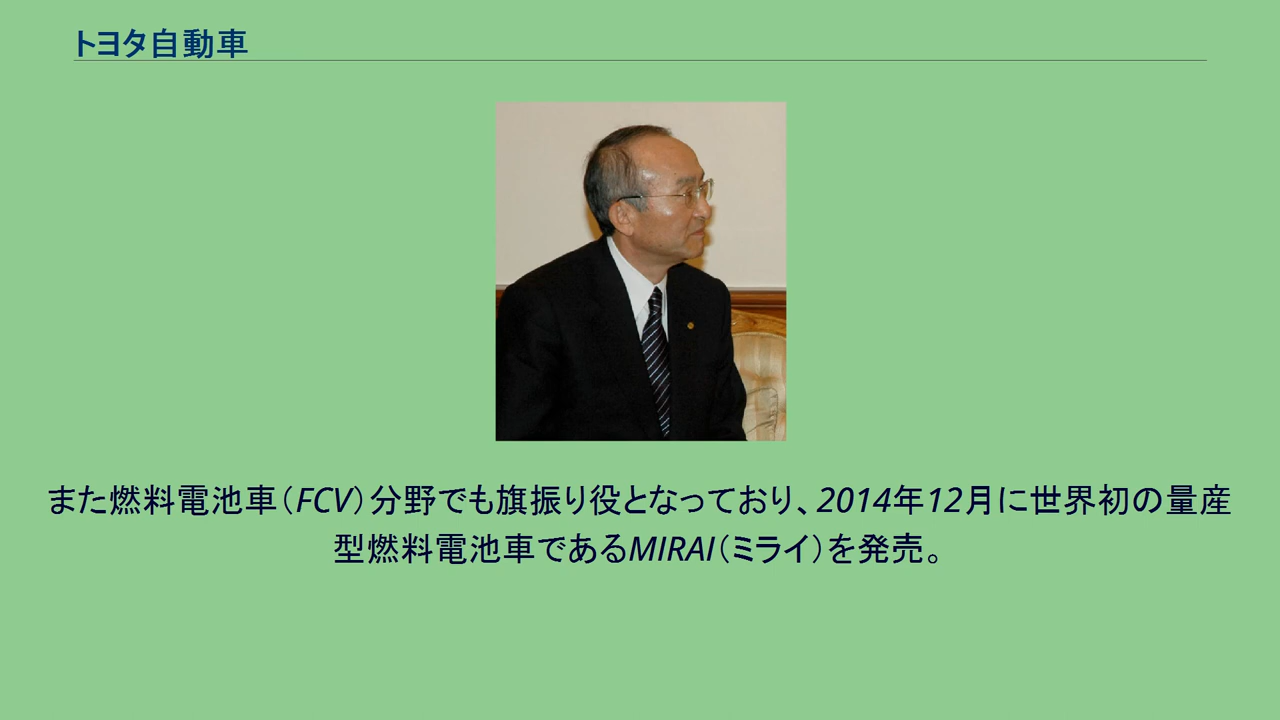 トヨタ自動車
また燃料電池車（FCV）分野でも旗振り役となっており、2014年12月に世界初の量産
型燃料電池車であるMIRAI（ミライ）を発売。